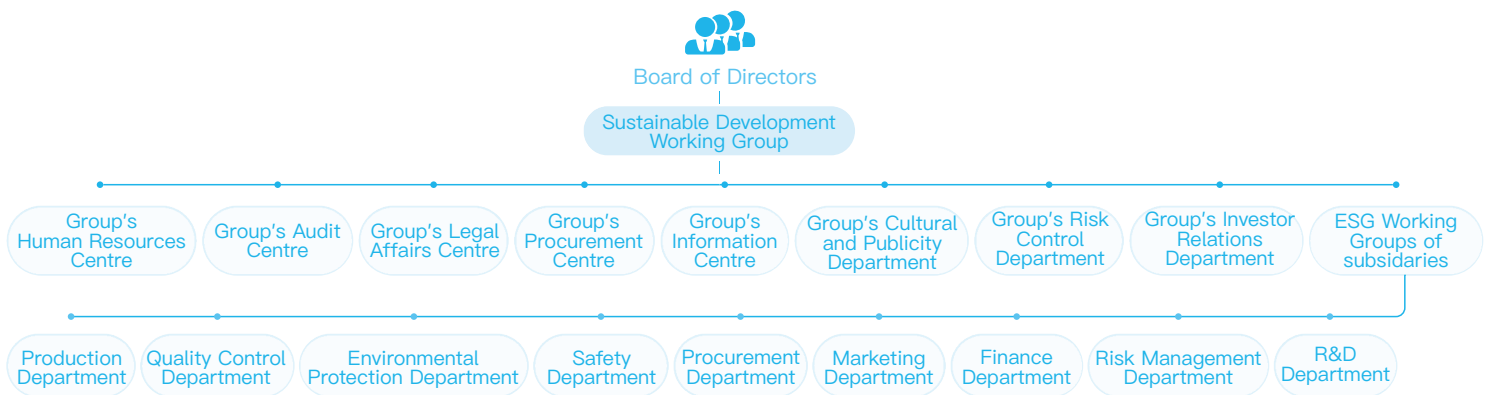 Board of Directors
Sustainable Development
Working Group
Group's
Human Resources
Centre
Group's Audit
Centre
Group's Legal
Affairs Centre
Group's
Procurement
Centre
Group's
Information
Centre
Group's Cultural
and Publicity
Department
Group's Risk
Control
Department
Group's Investor
Relations
Department
ESG Working
Groups of
subsidaries
Production
Department
Quality Control
Department
Environmental
Protection Department
Safety
Department
Procurement
Department
Marketing
Department
Finance
Department
Risk Management
Department
R&D
Department